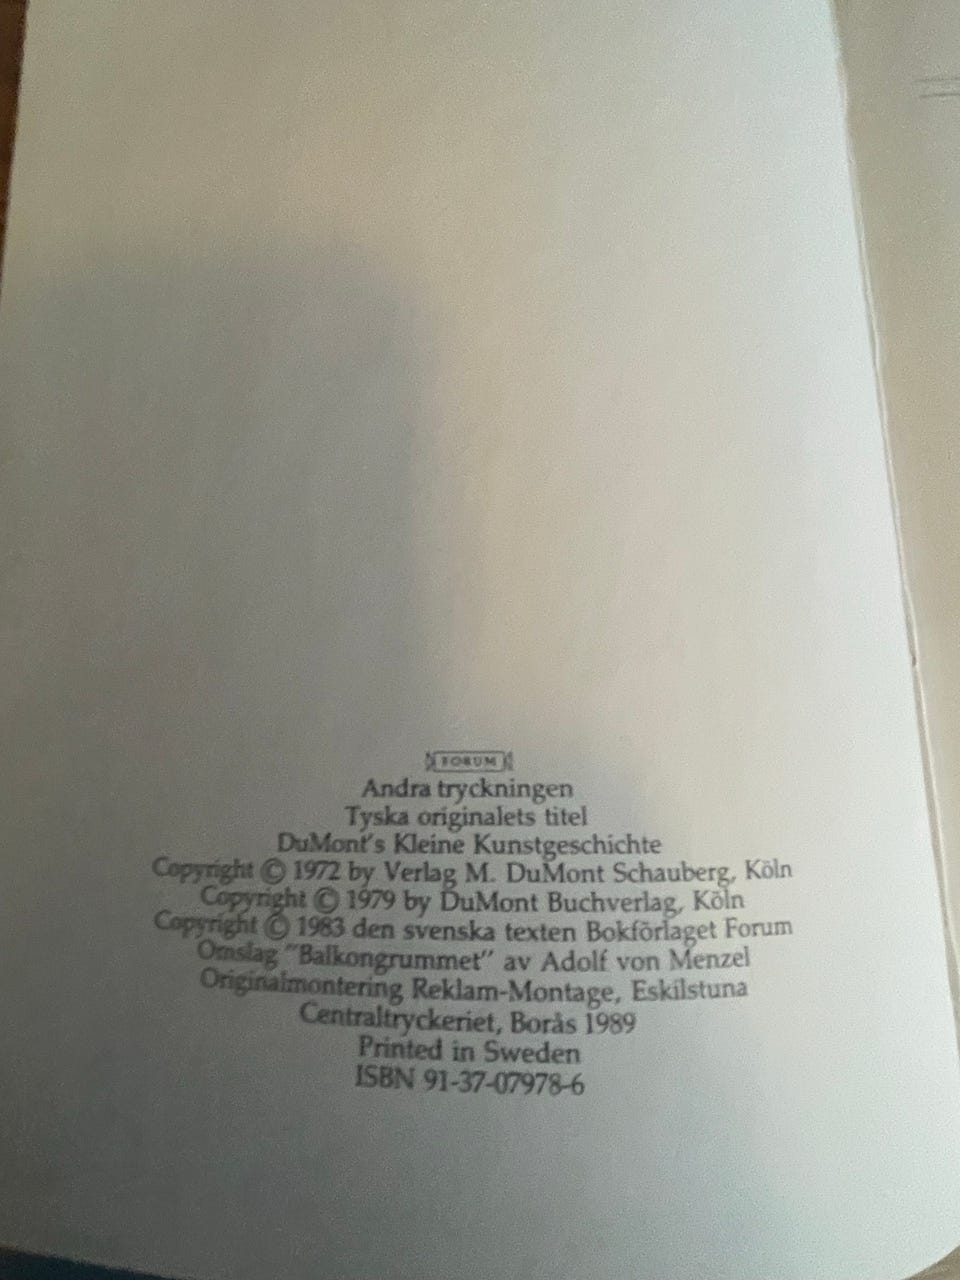 FORUM
Andra tryckningen
Tyska originalets titel
DuMont's Kleine Kunstgeschichte
Copyright © 1972 by Verlag M. DuMont Schauberg, Köln
Copyright © 1979 by DuMont Buchverlag, Köln
Copyright © 1983 den svenska texten Bokförlaget Forum
Omslag "Balkongrummet" av Adolf von Menzel
Originalmontering Reklam-Montage, Eskilstuna
Centraltryckeriet, Borås 1989
Printed in Sweden
ISBN 91-37-07978-6